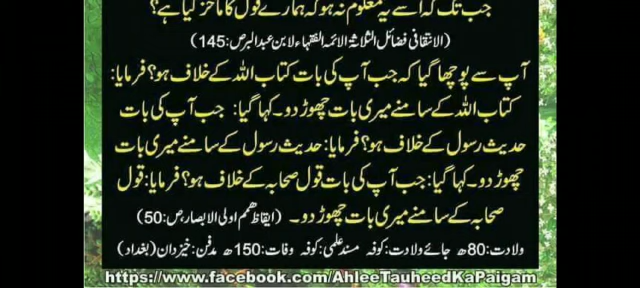 جب تک کہ اسے یہ معلوم نہ ہو کہ ہمارے قول کا ماخذ کیا ہے؟
(الانتقانی فضائل الثلاثۃ الائمہ الفقہاء لابن عبدالبر ص: 145)
آپ سے پوچھا گیا کہ جب آپ کی بات کتاب اللہ کے خلاف ہو؟ فرمایا:
کتاب اللہ کے سامنے میری بات چھوڑ دو۔ کہا گیا: جب آپ کی بات
حدیث رسول کے خلاف ہو؟ فرمایا: حدیث رسول کے سامنے میری بات
چھوڑ دو۔ کہا گیا: جب آپ کی بات قول صحابہ کے خلاف ہو؟ فرمایا: قول
صحابہ کے سامنے میری بات چھوڑ دو۔ (ایقاظ ھمم اولی الابصار ص: 50)
ولادت: 80ھ جائے ولادت: کوفہ مسند علمی: کوفہ وفات: 150ھ مدفن: خیزدان (بغداد)
https://www.facebook.com/AhleeTauheedKaPaigam